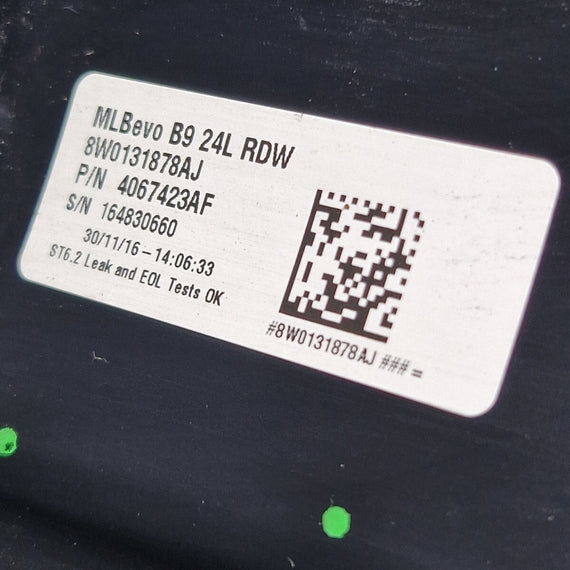 MLBevo B9 24L RDW
8W0131878AJ
P/N 4067423AF
S/N 164830660
30/11/16 – 14:06:33
ST6.2 Leak and EOL Tests OK
#8W0131878AJ ###=